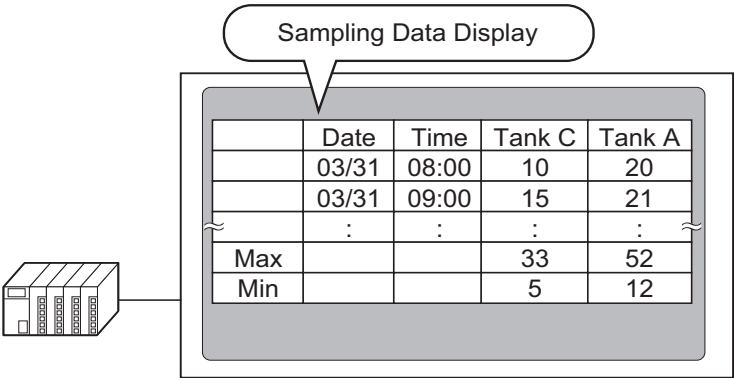 Sampling Data Display
Date Time Tank C Tank A
03/31 08:00 10 20
03/31 09:00 15 21
: : : :
Max 33 52
Min 5 12